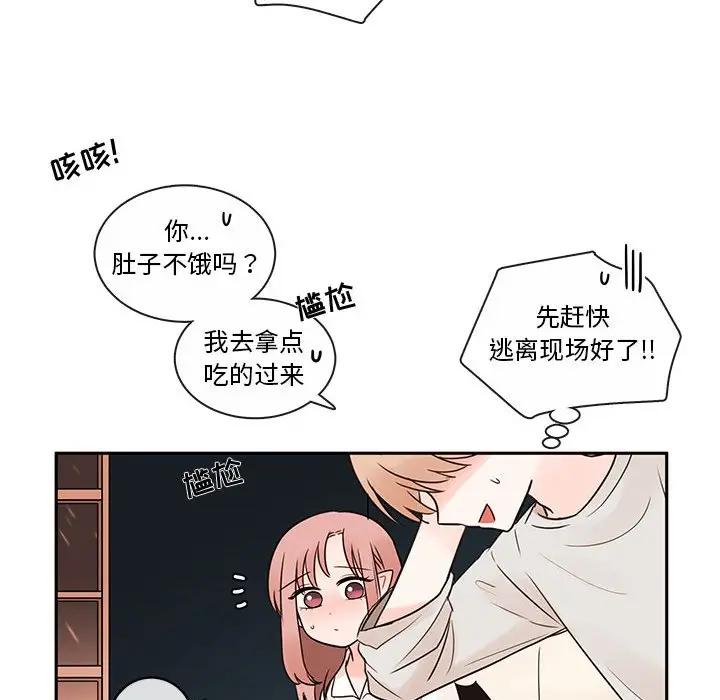 咳咳!
你...
肚子不饿吗？
尴尬
我去拿点
吃的过来
先赶快
逃离现场好了!!
尴尬